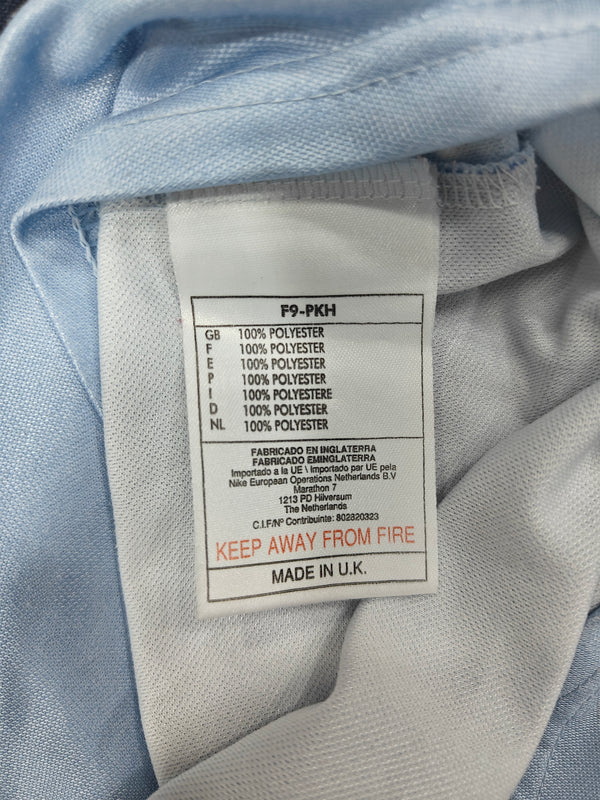 F9-PKH
GB 100% POLYESTER
F 100% POLYESTER
E 100% POLYESTER
P 100% POLYESTER
I 100% POLYESTERE
D 100% POLYESTER
NL 100% POLYESTER
FABRICADO EN INGLATERRA
FABRICADO EMINGLATERRA
Importado a la UE \ Importado par UE pela
Nike European Operations Netherlands B.V
Marathon 7
1213 PD Hilversum
The Netherlands
C.I.F/Nº Contribuinte: 802820323
KEEP AWAY FROM FIRE
MADE IN U.K.